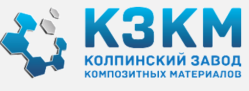 КЗКМ
КОЛПИНСКИЙ ЗАВОД
КОМПОЗИТНЫХ МАТЕРИАЛОВ